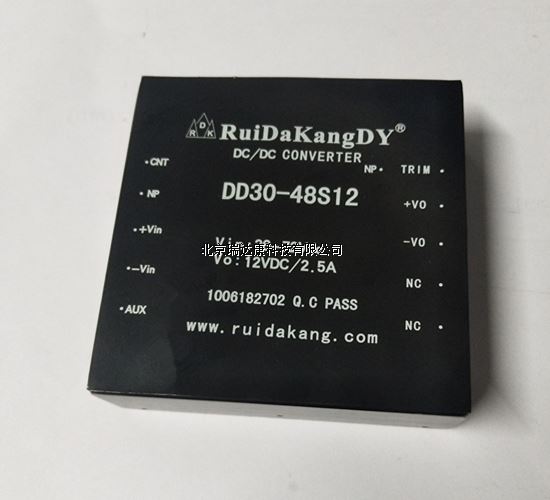 RDK RuiDaKangDY®
DC/DC CONVERTER
CNT
NP
TRIM
DD30-48S12
NP
+VO
+Vin
-VO
北京瑞达康科技有限公司
Vo:12VDC/2.5A
-Vin
NC
1006182702 Q.C PASS
AUX
NC
www.ruidakang.com